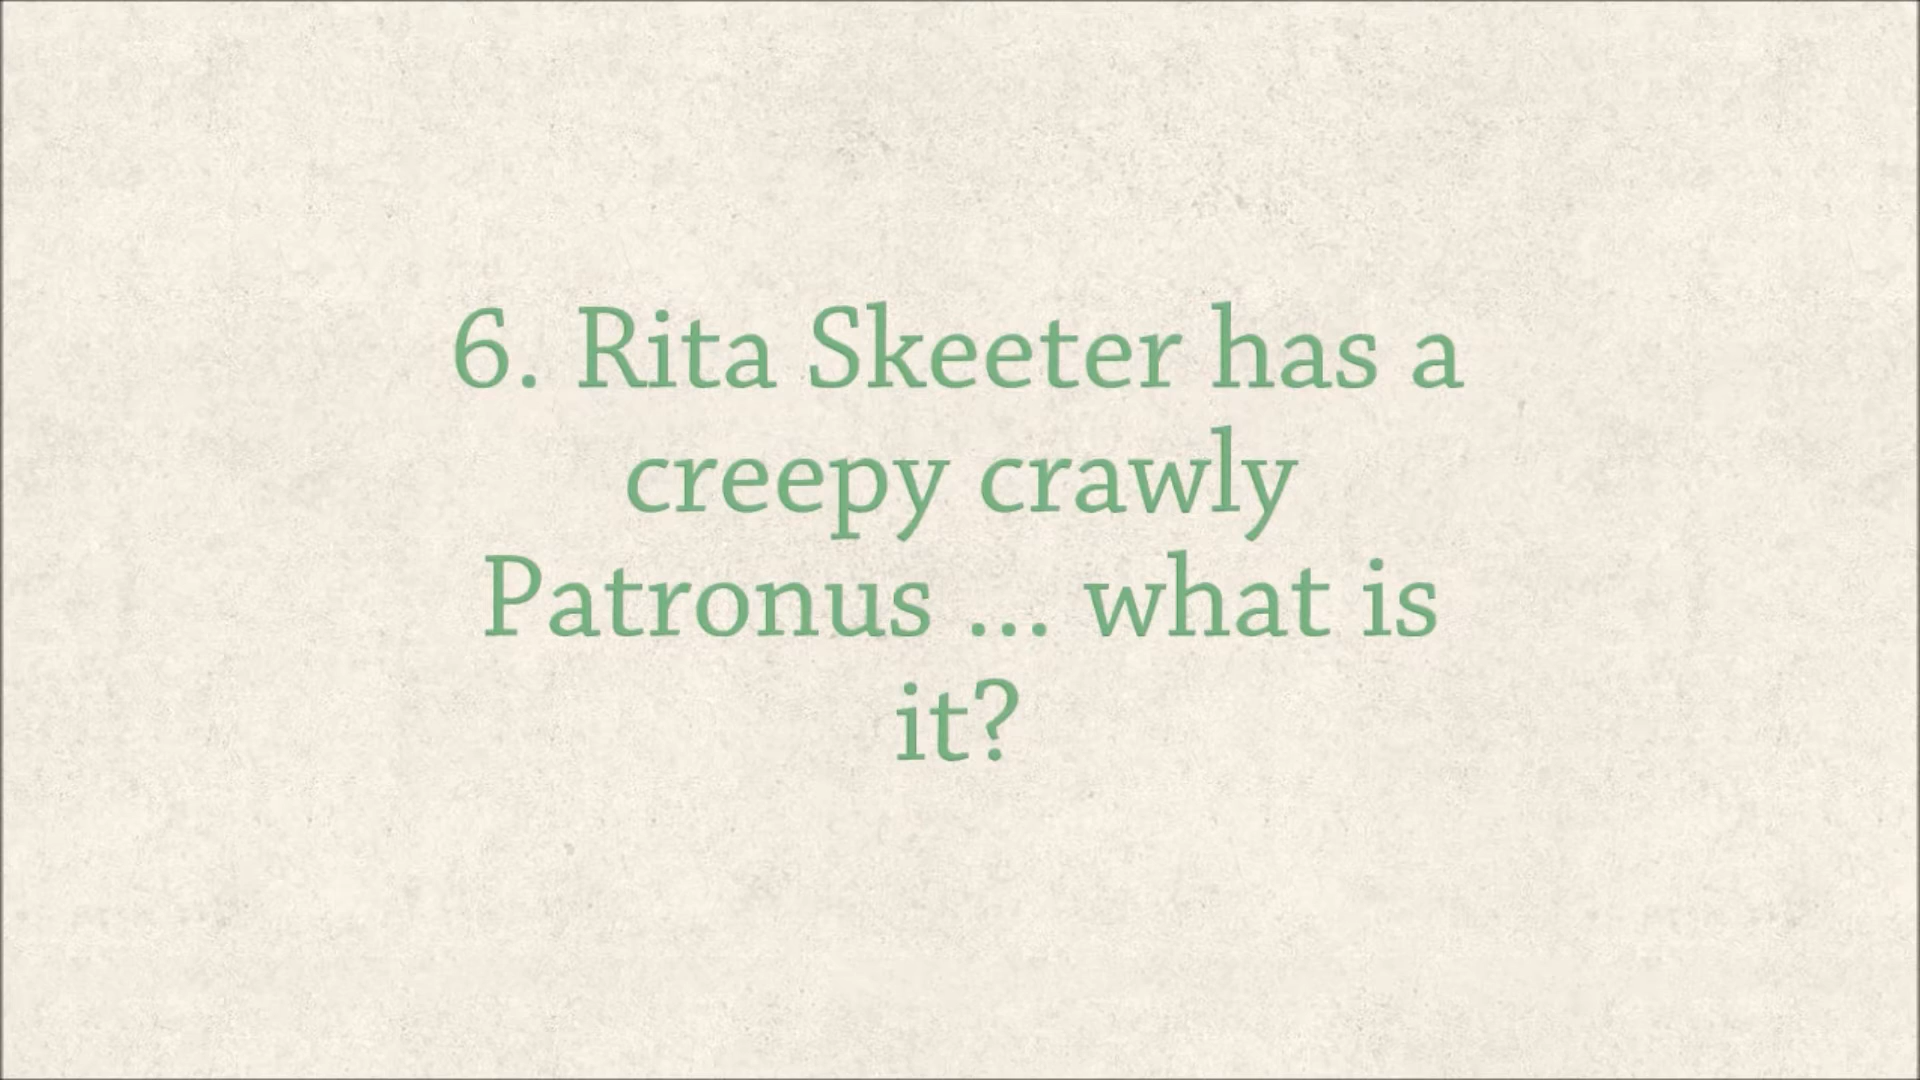 6. Rita Skeeter has a
creepy crawly
Patronus ... what is
it?